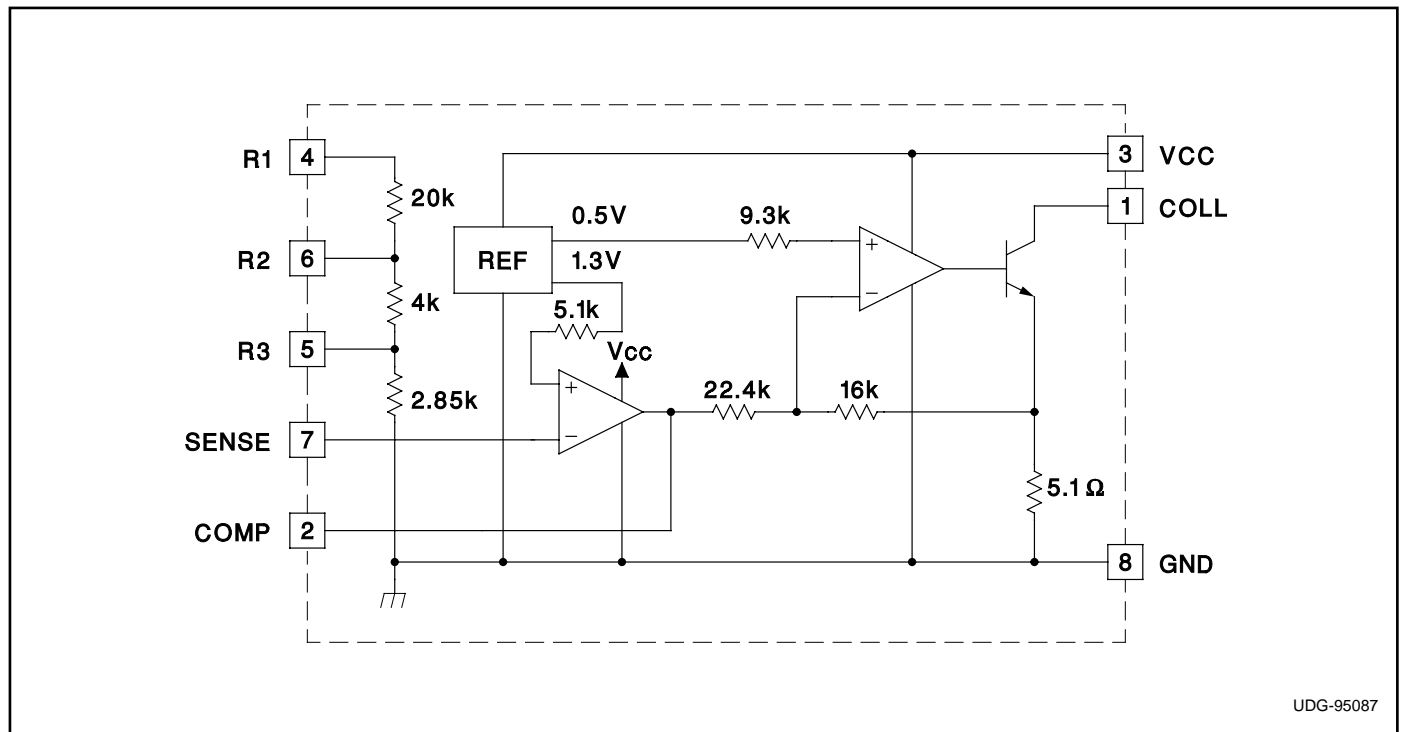 R1 4
20k
R2 6
4k
R3 5
2.85k
SENSE 7
COMP 2
REF
0.5V
1.3V
5.1k
Vcc
+
−
22.4k
16k
9.3k
+
−
5.1 Ω
3 VCC
1 COLL
8 GND
UDG-95087